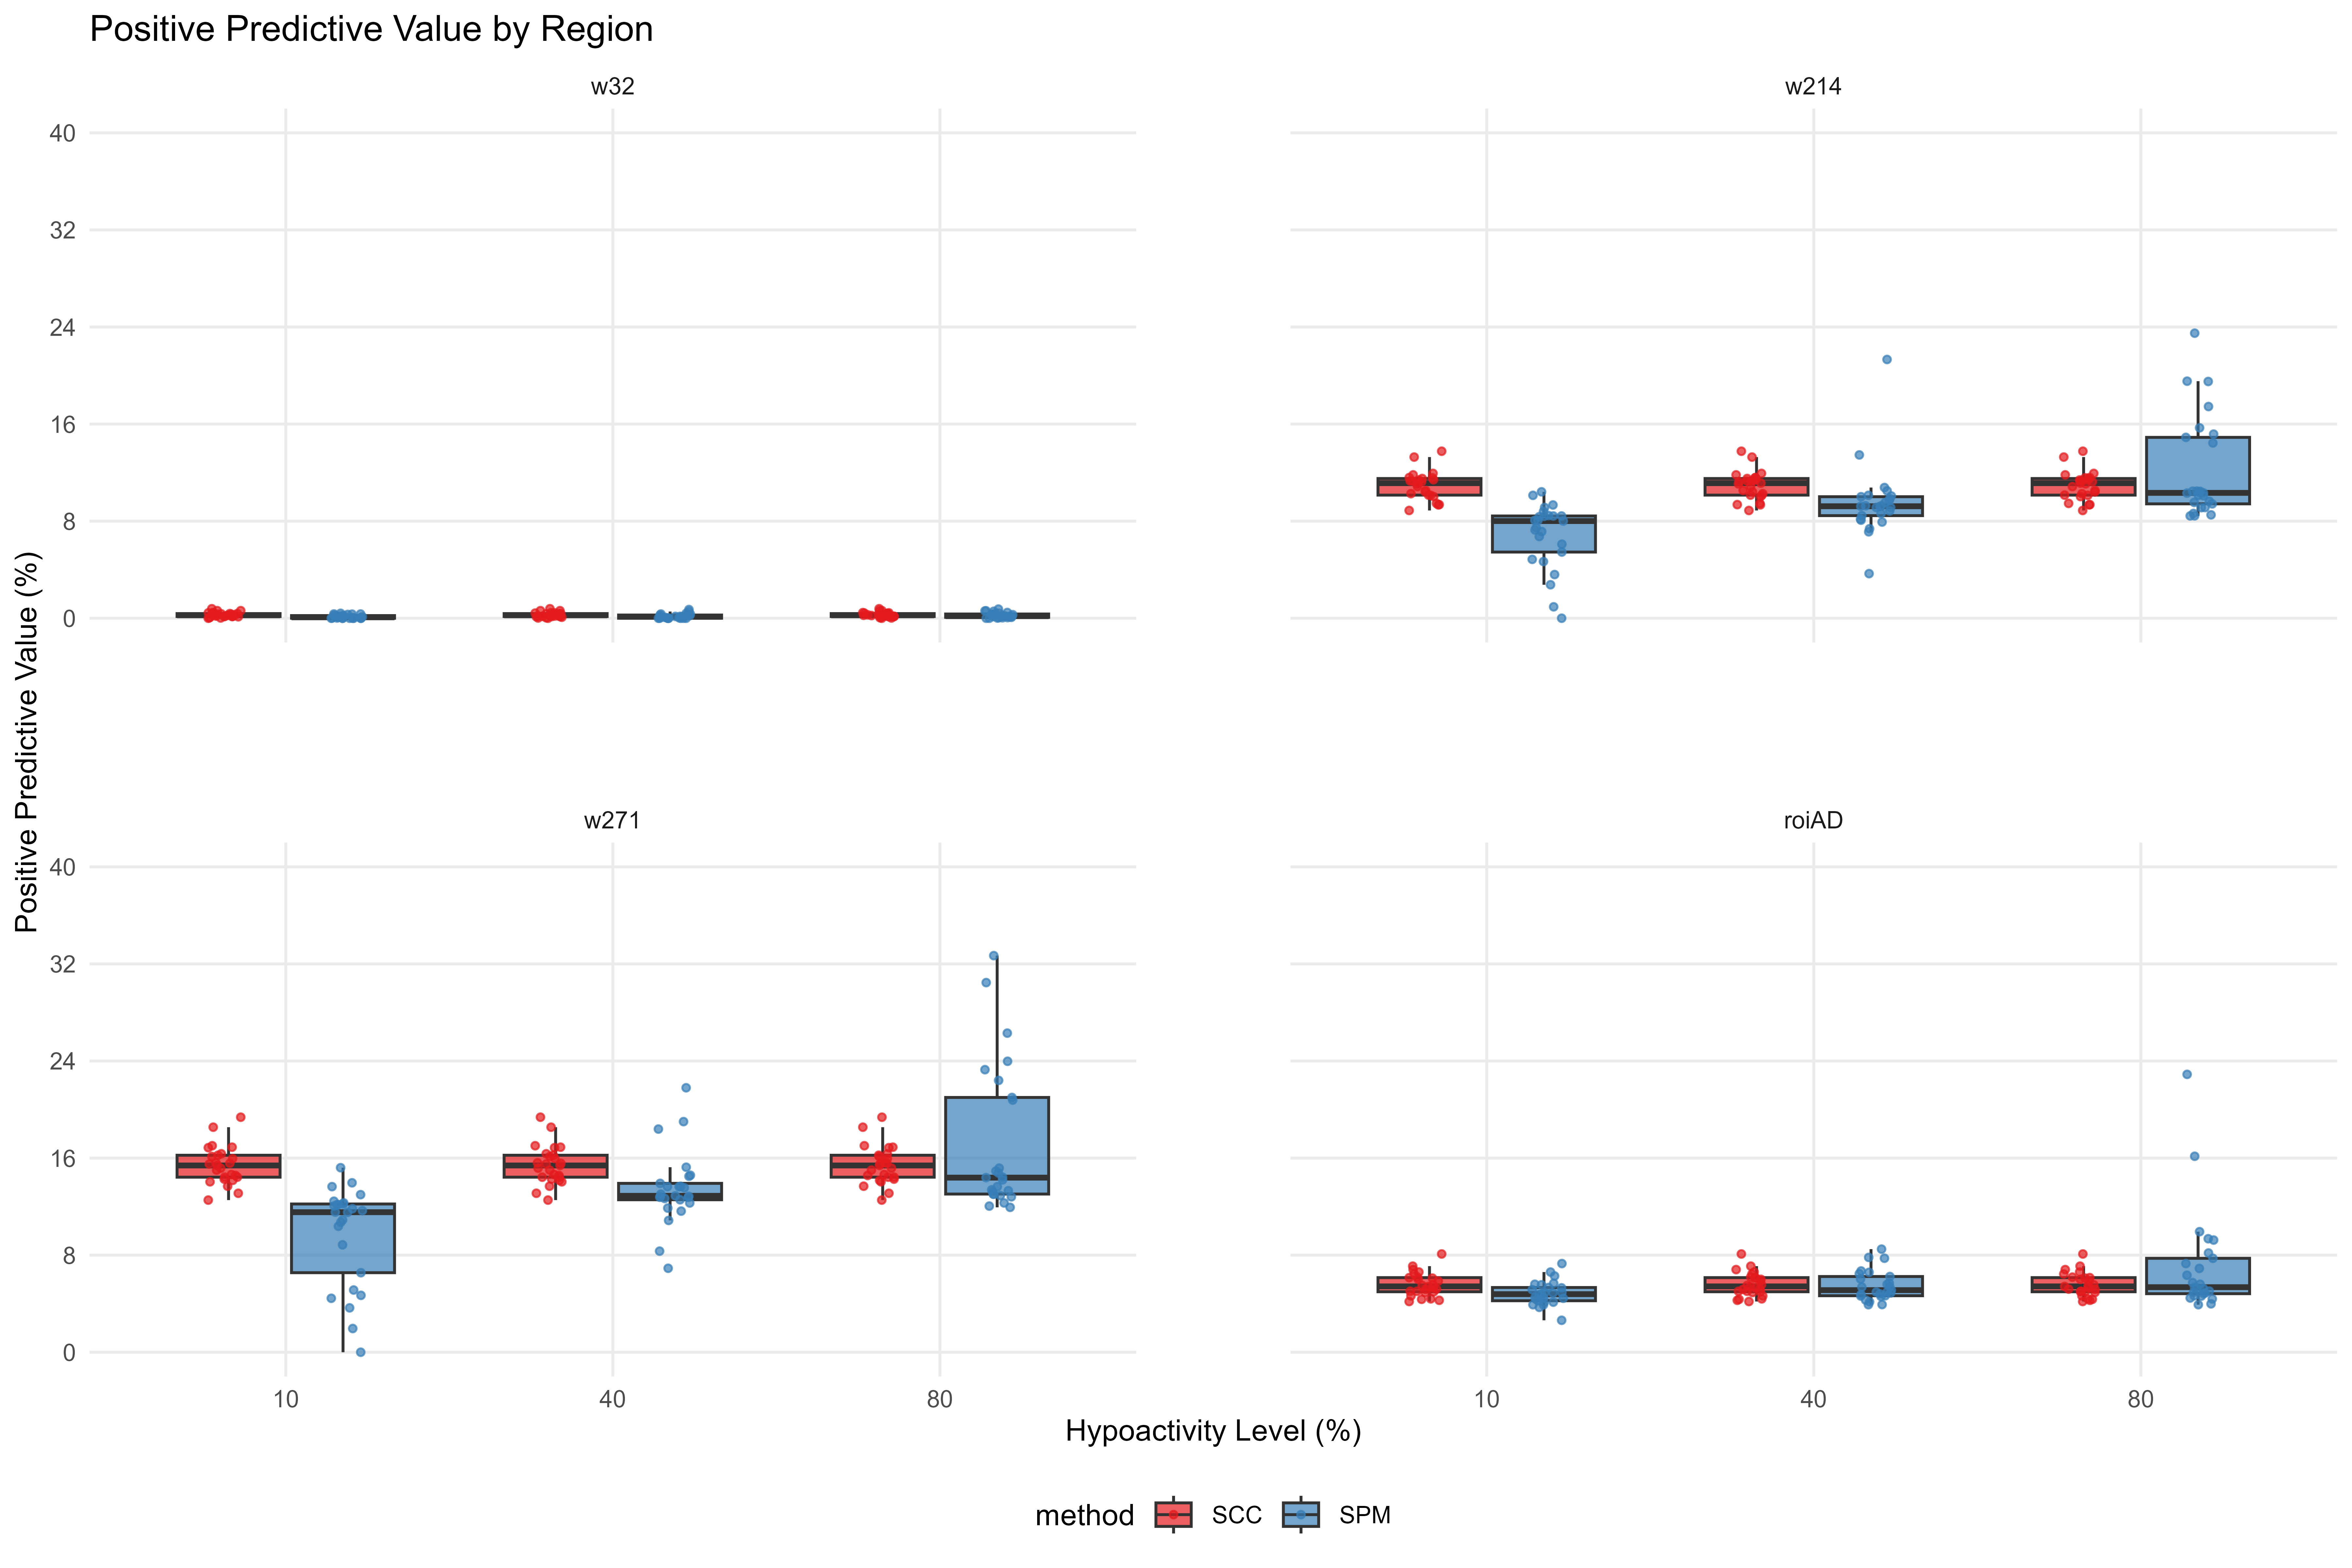 Positive Predictive Value by Region
w32
w214
40
32
24
16
8
0
Positive Predictive Value (%)
w271
roiAD
40
32
24
16
8
0
10 40 80
10 40 80
Hypoactivity Level (%)
method SCC SPM